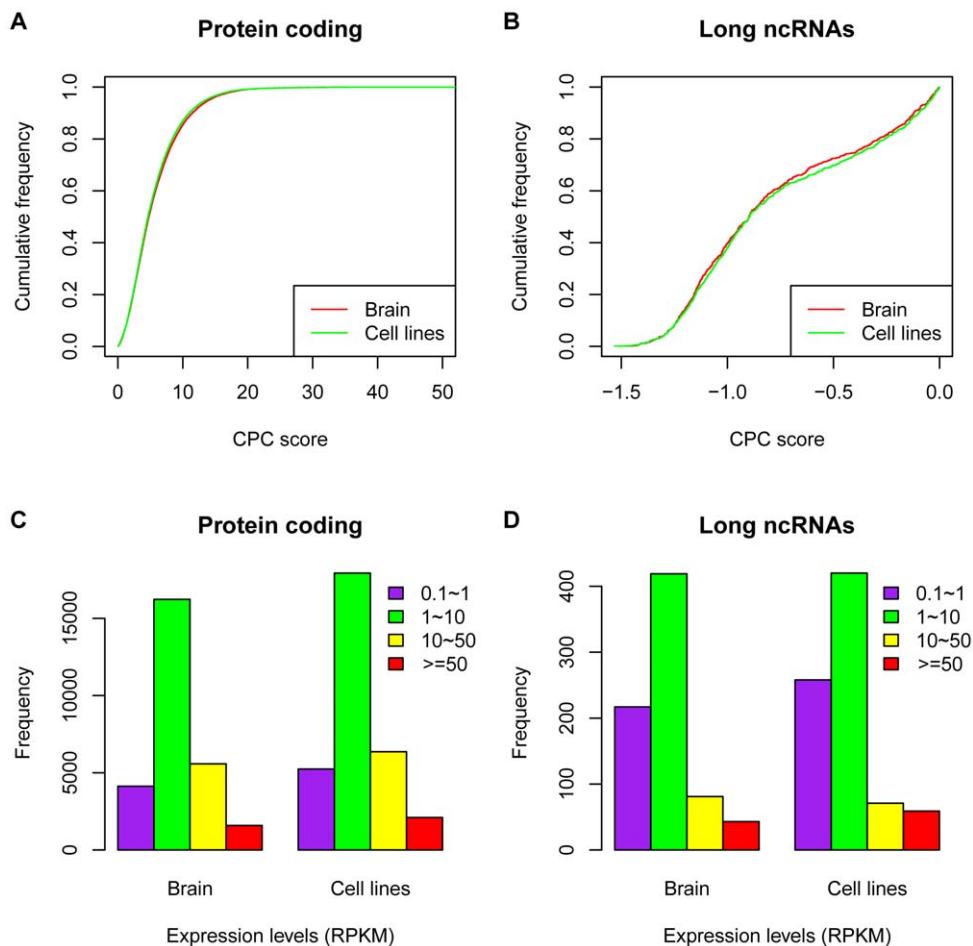 A
Protein coding
Cumulative frequency
0.0
0.2
0.4
0.6
0.8
1.0
Brain
Cell lines
0
10
20
30
40
50
CPC score
B
Long ncRNAs
Cumulative frequency
0.0
0.2
0.4
0.6
0.8
1.0
Brain
Cell lines
−1.5
−1.0
−0.5
0.0
CPC score
C
Protein coding
Frequency
0
5000
10000
15000
0.1~1
1~10
10~50
>=50
Brain
Cell lines
Expression levels (RPKM)
D
Long ncRNAs
Frequency
0
100
200
300
400
0.1~1
1~10
10~50
>=50
Brain
Cell lines
Expression levels (RPKM)